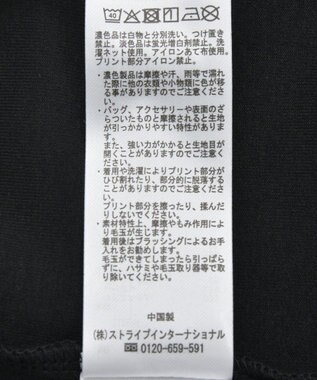 40
濃色品は白物と分別洗い。つけ置き
禁止。淡色品は蛍光増白剤禁止。洗
濯ネット使用。アイロンあて布使用。
プリント部分アイロン禁止。
・濃色製品は摩擦や汗、雨等で濡れ
た際に他の衣類や小物類に色が移
る事がありますのでご注意くださ
い。
・バッグ、アクセサリーや表面のざ
らついたものと摩擦すると生地
が引っかかりやすい特性がありま
す。
また、強い力がかかると生地目が
開くことがありますのでご注意く
ださい。
・着用や洗濯によりプリント部分が
ひび割れたり、部分的に脱落する
ことがありますのでご注意くださ
い。
プリント部分を擦ったり、揉んだ
りしないでください。
・素材特性上、摩擦やもみ作用によ
り毛玉が生じます。
着用後はブラッシングによるお手
入れをおすすめします。
毛玉ができてしまったら引っぱら
ずに、ハサミや毛玉取り器等で取
り除いてください。
中国製
(株)ストライプインターナショナル
0120-659-591